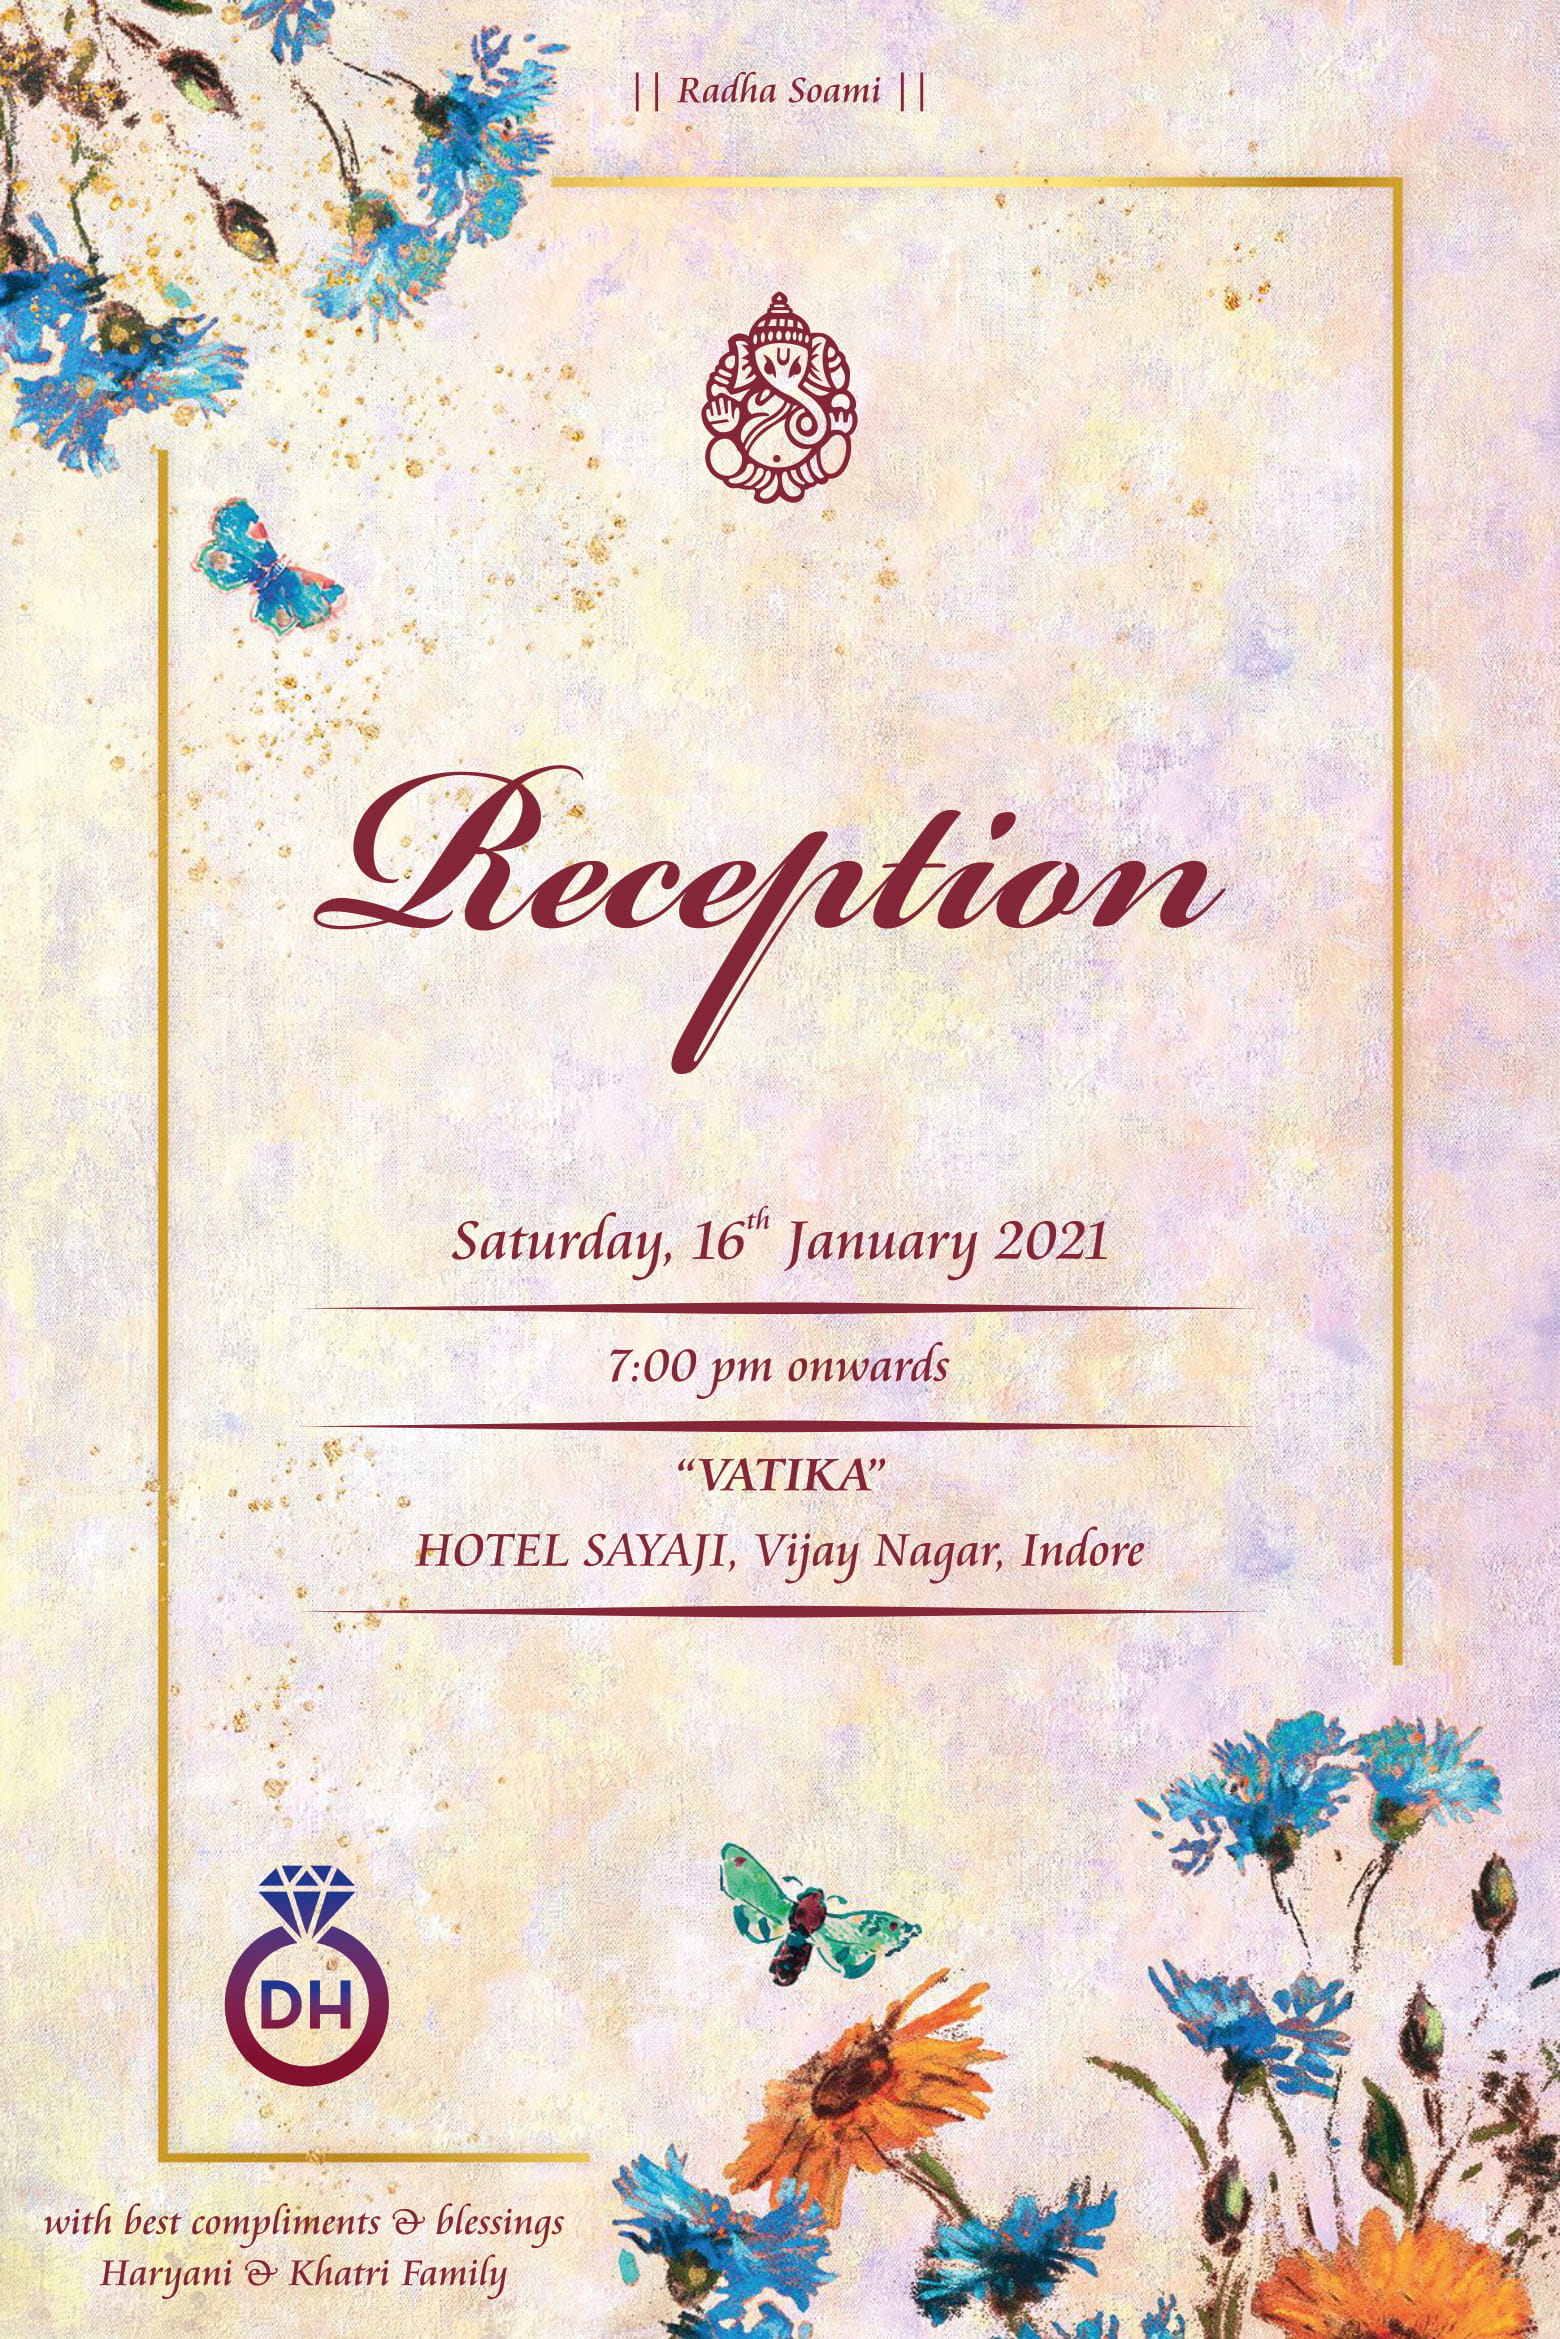 || Radha Soami ||
Reception
Saturday, 16th January 2021
7:00 pm onwards
“VATIKA”
HOTEL SAYAJI, Vijay Nagar, Indore
DH
with best compliments & blessings
Haryani & Khatri Family